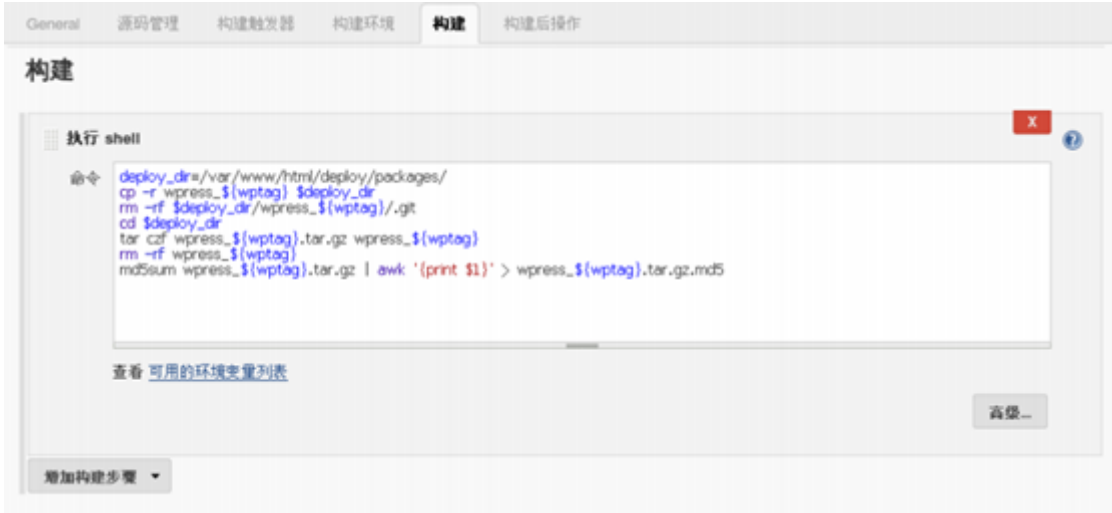 General 源码管理 构建触发器 构建环境 构建 构建后操作
构建
X
执行 shell
命令
deploy_dir=/var/www/html/deploy/packages/
cp -r wpress_${wptag} $deploy_dir
rm -rf $deploy_dir/wpress_${wptag}/.git
cd $deploy_dir
tar czf wpress_${wptag}.tar.gz wpress_${wptag}
rm -rf wpress_${wptag}
md5sum wpress_${wptag}.tar.gz | awk '{print $1}' > wpress_${wptag}.tar.gz.md5
查看 可用的环境变量列表
高级...
增加构建步骤